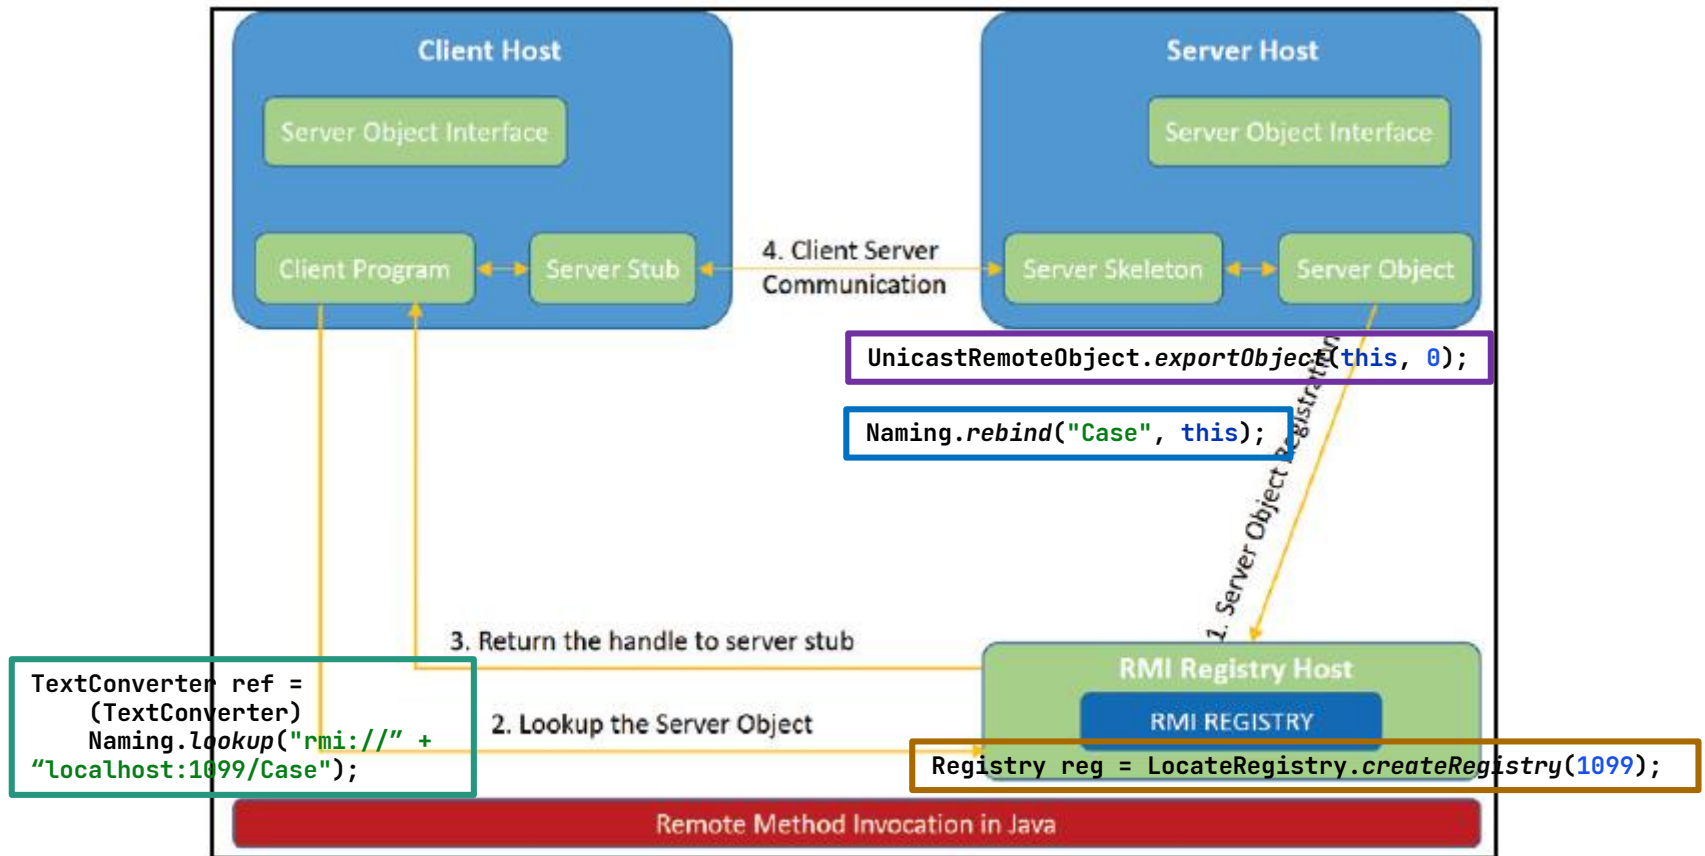 Client Host
Server Host
Server Object Interface
Server Object Interface
Client Program
Server Stub
4. Client Server
Communication
Server Skeleton
Server Object
UnicastRemoteObject.exportObject(this, 0);
Naming.rebind("Case", this);
1. Server Object Registration
3. Return the handle to server stub
RMI Registry Host
RMI REGISTRY
2. Lookup the Server Object
TextConverter ref =
(TextConverter)
Naming.lookup("rmi://” +
“localhost:1099/Case");
Registry reg = LocateRegistry.createRegistry(1099);
Remote Method Invocation in Java